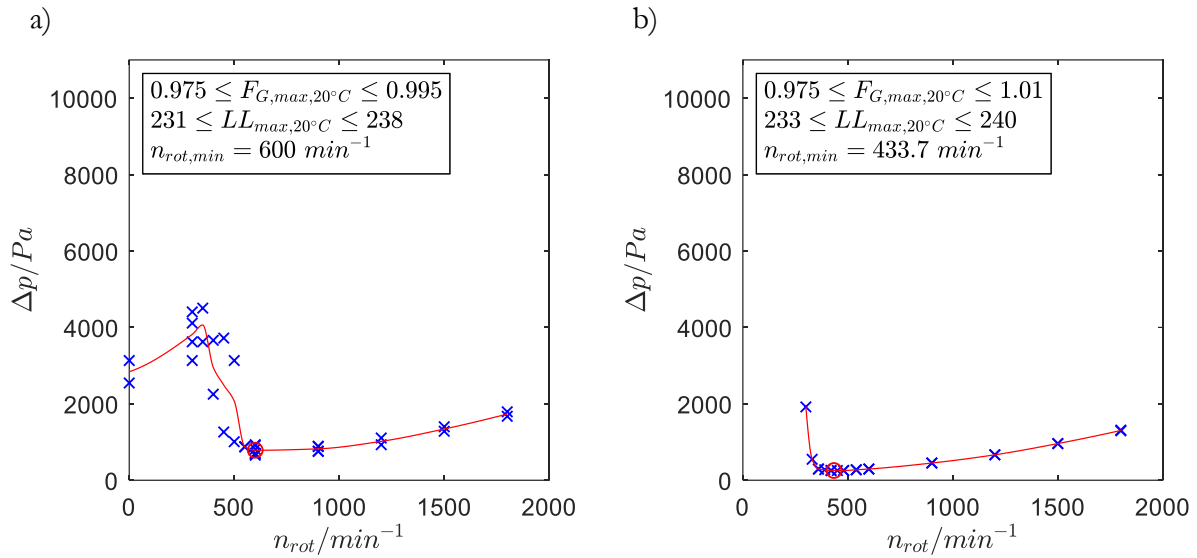 a)
0.975 ≤ F_{G,max,20°C} ≤ 0.995
231 ≤ LL_{max,20°C} ≤ 238
n_{rot,min} = 600 min⁻¹
10000
8000
6000
4000
2000
0
Δp/Pa
0 500 1000 1500 2000
n_{rot}/min⁻¹
b)
0.975 ≤ F_{G,max,20°C} ≤ 1.01
233 ≤ LL_{max,20°C} ≤ 240
n_{rot,min} = 433.7 min⁻¹
10000
8000
6000
4000
2000
0
Δp/Pa
0 500 1000 1500 2000
n_{rot}/min⁻¹